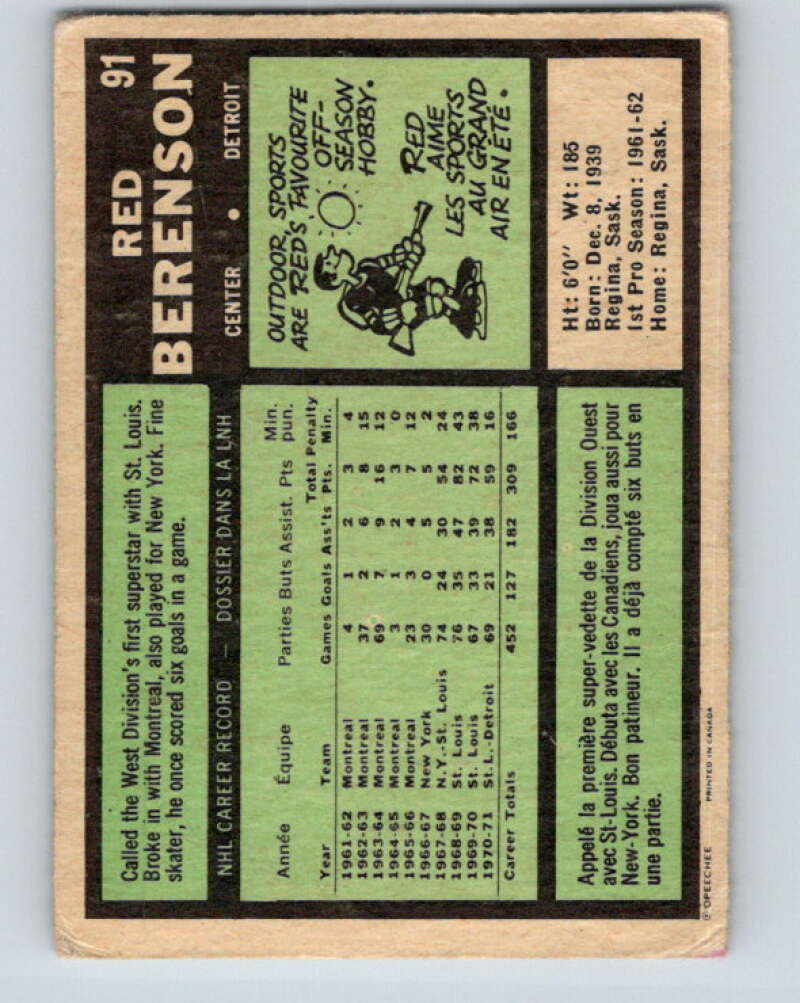 91
RED
BERENSON
CENTER • DETROIT
Called the West Division's first superstar with St. Louis.
Broke in with Montreal, also played for New York. Fine
skater, he once scored six goals in a game.
OUTDOOR SPORTS
ARE RED'S FAVOURITE
OFF-
SEASON
HOBBY.
RED
AIME
LES SPORTS
AU GRAND
AIR EN ÉTÉ.
NHL CAREER RECORD — DOSSIER DANS LA LNH
Année Équipe Parties Buts Assist. Pts Min. pun.
Year Team Games Goals Ass'ts Total Pts. Penalty Min.
1961-62 Montreal 4 1 2 3 4
1962-63 Montreal 37 2 6 8 15
1963-64 Montreal 69 7 9 16 12
1964-65 Montreal 3 1 2 3 0
1965-66 Montreal 23 3 4 7 12
1966-67 New York 30 0 5 5 2
1967-68 N.Y.-St. Louis 74 24 30 54 24
1968-69 St. Louis 76 35 47 82 43
1969-70 St. Louis 67 33 39 72 38
1970-71 St.L.-Detroit 69 21 38 59 16
Career Totals 452 127 182 309 166
Ht: 6'0" Wt: 185
Born: Dec. 8, 1939
Regina, Sask.
1st Pro Season: 1961-62
Home: Regina, Sask.
Appelé la première super-vedette de la Division Ouest
avec St-Louis. Débuta avec les Canadiens, joua aussi pour
New-York. Bon patineur. Il a déjà compté six buts en
une partie.
© OPEECHEE PRINTED IN CANADA